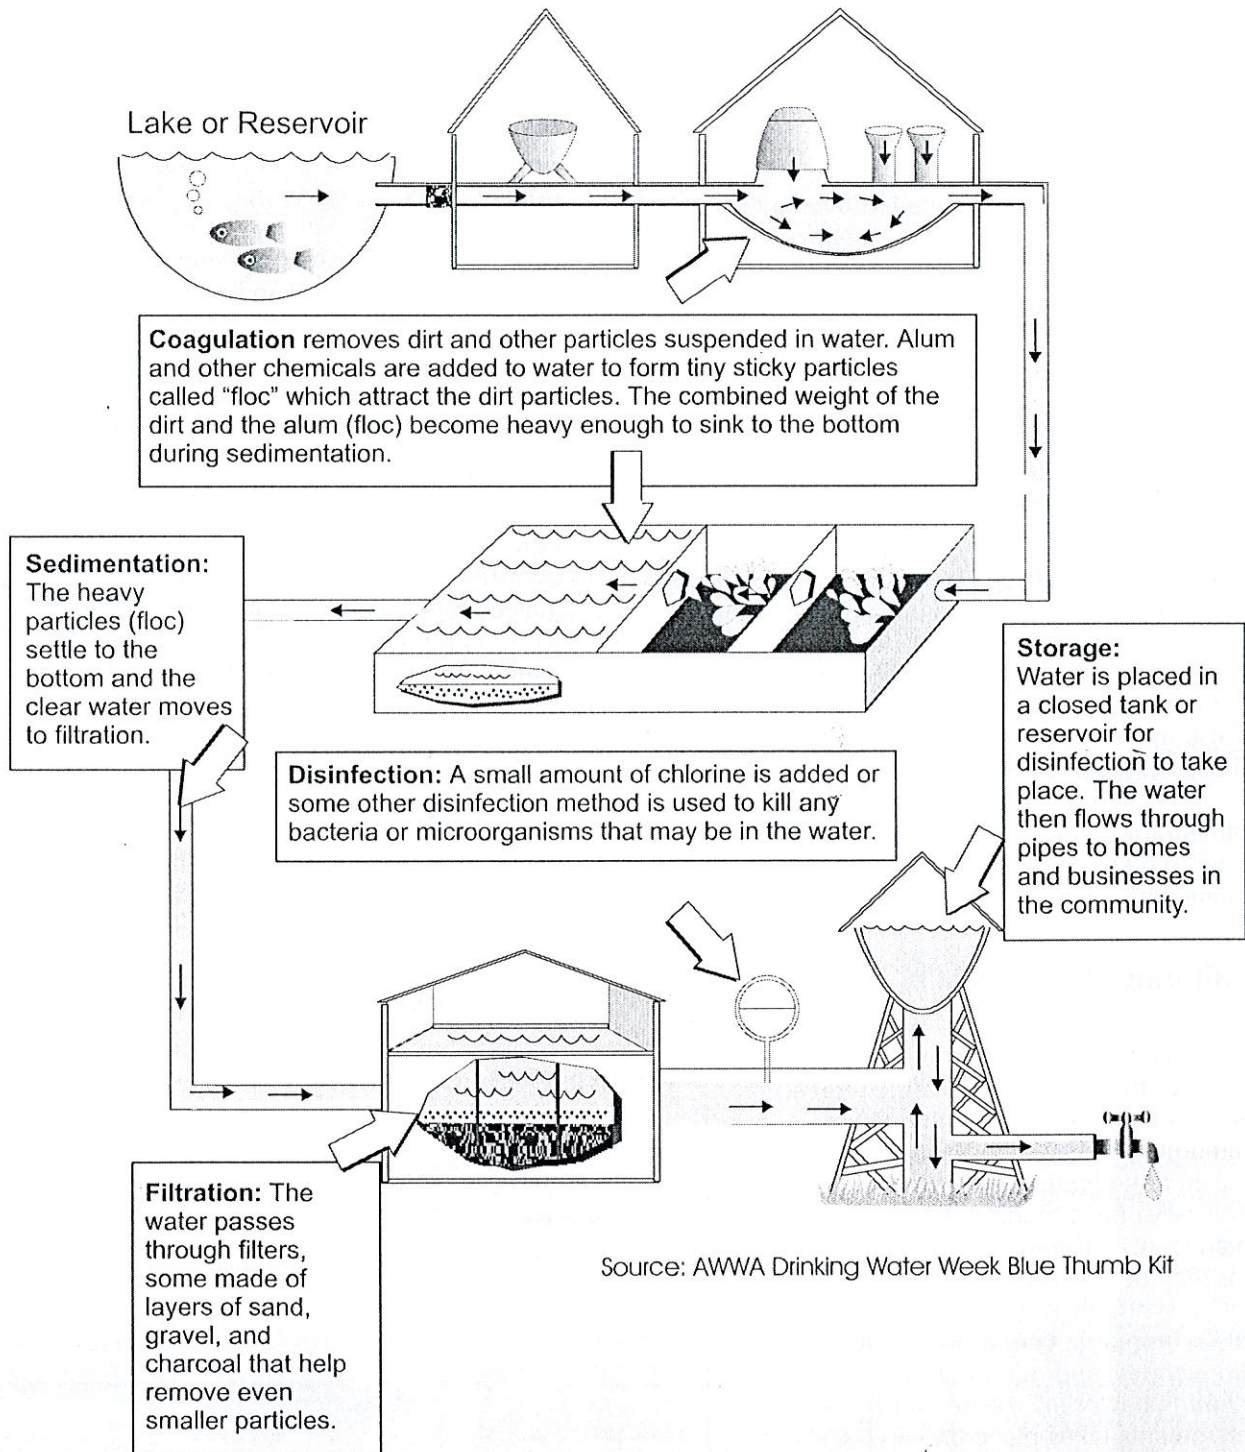 Lake or Reservoir
Coagulation removes dirt and other particles suspended in water. Alum
and other chemicals are added to water to form tiny sticky particles
called "floc" which attract the dirt particles. The combined weight of the
dirt and the alum (floc) become heavy enough to sink to the bottom
during sedimentation.
Sedimentation:
The heavy
particles (floc)
settle to the
bottom and the
clear water moves
to filtration.
Storage:
Water is placed in
a closed tank or
reservoir for
disinfection to take
place. The water
then flows through
pipes to homes
and businesses in
the community.
Disinfection: A small amount of chlorine is added or
some other disinfection method is used to kill any
bacteria or microorganisms that may be in the water.
Filtration: The
water passes
through filters,
some made of
layers of sand,
gravel, and
charcoal that help
remove even
smaller particles.
Source: AWWA Drinking Water Week Blue Thumb Kit